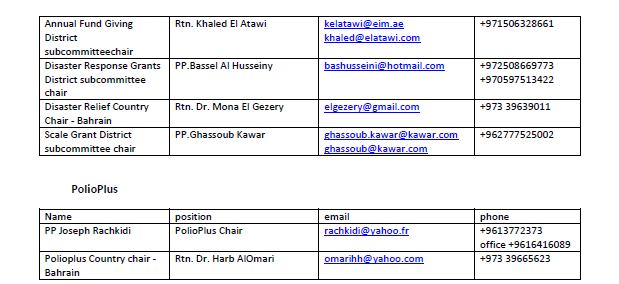 Annual Fund Giving Rtn. Khaled El Atawi kelatawi@eim.ae +971506328661
District khaled@elatawi.com
subcommitteechair
Disaster Response Grants PP.Bassel Al Husseiny bashusseini@hotmail.com +972508669773
District subcommittee +970597513422
chair
Disaster Relief Country Rtn. Dr. Mona El Gezery elgezery@gmail.com +973 39639011
Chair - Bahrain
Scale Grant District PP.Ghassoub Kawar ghassoub.kawar@kawar.com +962777525002
subcommittee chair ghassoub@kawar.com
PolioPlus
Name position email phone
PP Joseph Rachkidi PolioPlus Chair rachkidi@yahoo.fr +9613772373
office +9616416089
Polioplus Country chair - Rtn. Dr. Harb AlOmari omarihh@yahoo.com +973 39665623
Bahrain